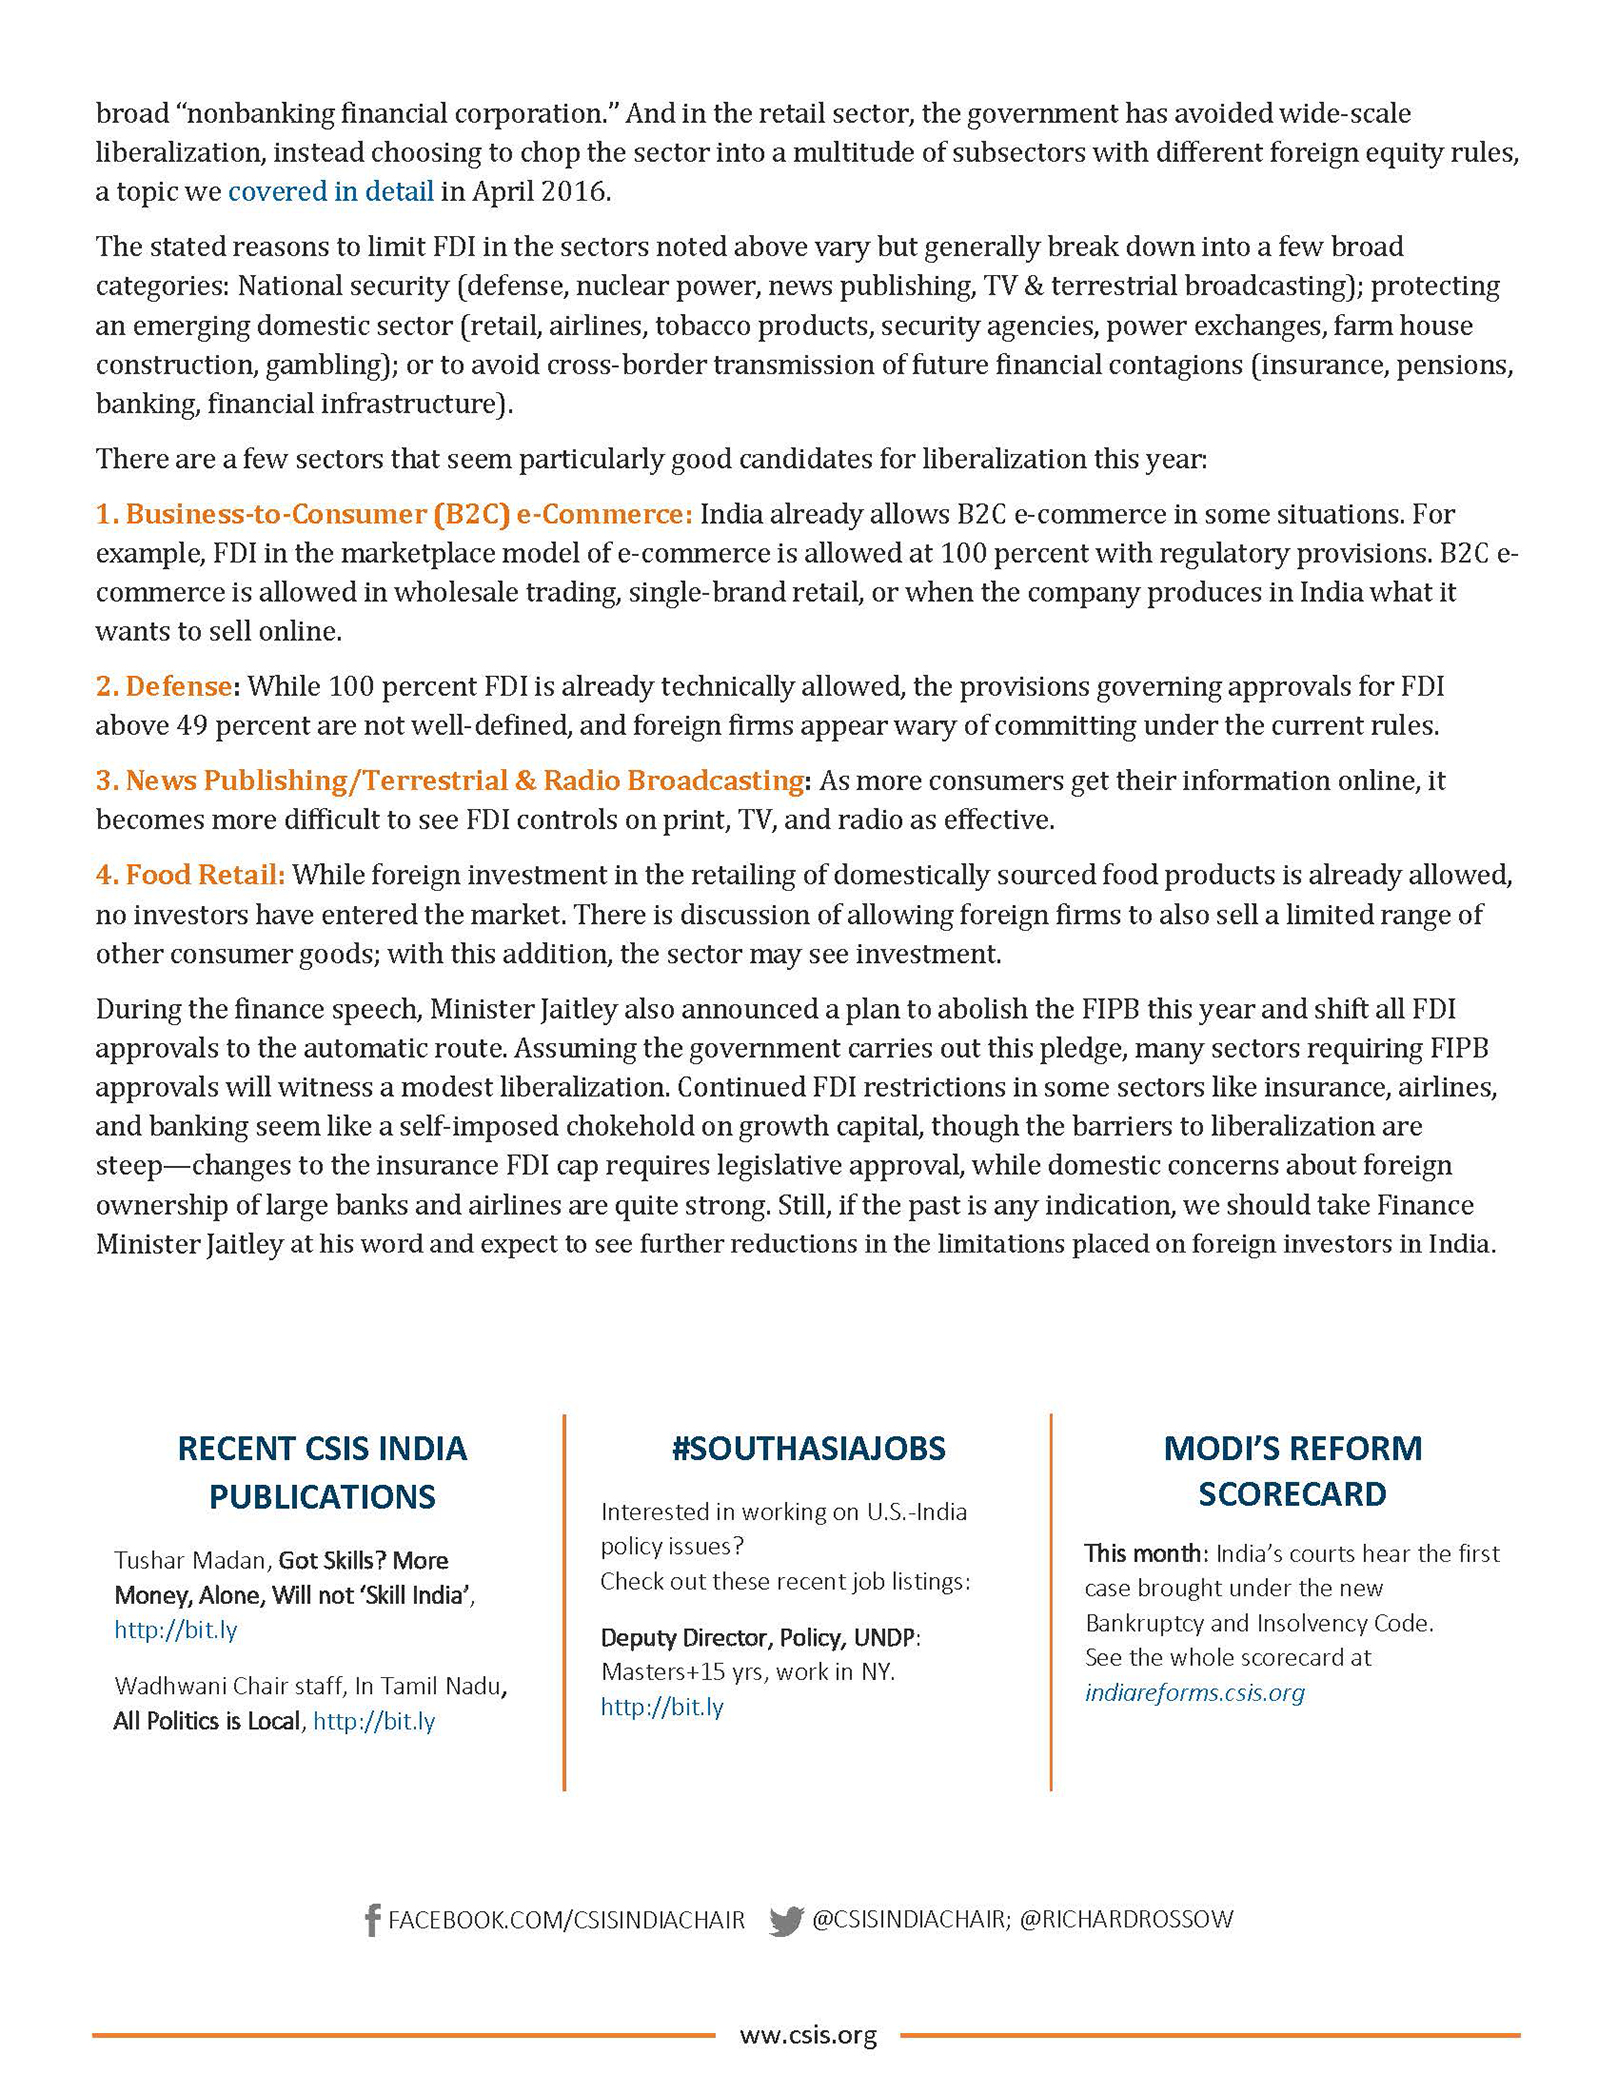 broad “nonbanking financial corporation.” And in the retail sector, the government has avoided wide-scale
liberalization, instead choosing to chop the sector into a multitude of subsectors with different foreign equity rules,
a topic we covered in detail in April 2016.
The stated reasons to limit FDI in the sectors noted above vary but generally break down into a few broad
categories: National security (defense, nuclear power, news publishing, TV & terrestrial broadcasting); protecting
an emerging domestic sector (retail, airlines, tobacco products, security agencies, power exchanges, farm house
construction, gambling); or to avoid cross-border transmission of future financial contagions (insurance, pensions,
banking, financial infrastructure).
There are a few sectors that seem particularly good candidates for liberalization this year:
1. Business-to-Consumer (B2C) e-Commerce: India already allows B2C e-commerce in some situations. For
example, FDI in the marketplace model of e-commerce is allowed at 100 percent with regulatory provisions. B2C e-
commerce is allowed in wholesale trading, single-brand retail, or when the company produces in India what it
wants to sell online.
2. Defense: While 100 percent FDI is already technically allowed, the provisions governing approvals for FDI
above 49 percent are not well-defined, and foreign firms appear wary of committing under the current rules.
3. News Publishing/Terrestrial & Radio Broadcasting: As more consumers get their information online, it
becomes more difficult to see FDI controls on print, TV, and radio as effective.
4. Food Retail: While foreign investment in the retailing of domestically sourced food products is already allowed,
no investors have entered the market. There is discussion of allowing foreign firms to also sell a limited range of
other consumer goods; with this addition, the sector may see investment.
During the finance speech, Minister Jaitley also announced a plan to abolish the FIPB this year and shift all FDI
approvals to the automatic route. Assuming the government carries out this pledge, many sectors requiring FIPB
approvals will witness a modest liberalization. Continued FDI restrictions in some sectors like insurance, airlines,
and banking seem like a self-imposed chokehold on growth capital, though the barriers to liberalization are
steep—changes to the insurance FDI cap requires legislative approval, while domestic concerns about foreign
ownership of large banks and airlines are quite strong. Still, if the past is any indication, we should take Finance
Minister Jaitley at his word and expect to see further reductions in the limitations placed on foreign investors in India.
RECENT CSIS INDIA
PUBLICATIONS
Tushar Madan, Got Skills? More
Money, Alone, Will not ‘Skill India’,
http://bit.ly
Wadhwani Chair staff, In Tamil Nadu,
All Politics is Local, http://bit.ly
#SOUTHASIAJOBS
Interested in working on U.S.-India
policy issues?
Check out these recent job listings:
Deputy Director, Policy, UNDP:
Masters+15 yrs, work in NY.
http://bit.ly
MODI’S REFORM
SCORECARD
This month: India’s courts hear the first
case brought under the new
Bankruptcy and Insolvency Code.
See the whole scorecard at
indiareforms.csis.org
FACEBOOK.COM/CSISINDIACHAIR @CSISINDIACHAIR; @RICHARDROSSOW
ww.csis.org